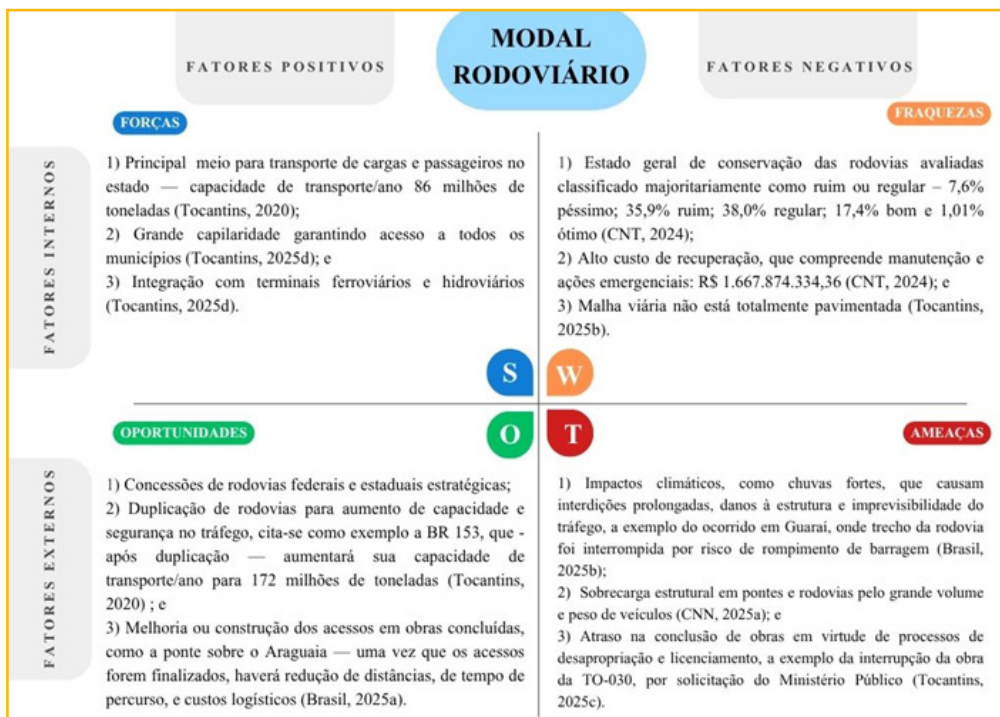 FATORES POSITIVOS
MODAL
RODOVIÁRIO
FATORES NEGATIVOS
FATORES INTERNOS
FORÇAS
1) Principal meio para transporte de cargas e passageiros no
estado — capacidade de transporte/ano 86 milhões de
toneladas (Tocantins, 2020);
2) Grande capilaridade garantindo acesso a todos os
municípios (Tocantins, 2025d); e
3) Integração com terminais ferroviários e hidroviários
(Tocantins, 2025d).
FRAQUEZAS
1) Estado geral de conservação das rodovias avaliadas
classificado majoritariamente como ruim ou regular – 7,6%
péssimo; 35,9% ruim; 38,0% regular; 17,4% bom e 1,01%
ótimo (CNT, 2024);
2) Alto custo de recuperação, que compreende manutenção e
ações emergenciais: R$ 1.667.874.334,36 (CNT, 2024); e
3) Malha viária não está totalmente pavimentada (Tocantins,
2025b).
S
W
O
T
FATORES EXTERNOS
OPORTUNIDADES
1) Concessões de rodovias federais e estaduais estratégicas;
2) Duplicação de rodovias para aumento de capacidade e
segurança no tráfego, cita-se como exemplo a BR 153, que -
após duplicação — aumentará sua capacidade de
transporte/ano para 172 milhões de toneladas (Tocantins,
2020) ; e
3) Melhoria ou construção dos acessos em obras concluídas,
como a ponte sobre o Araguaia — uma vez que os acessos
forem finalizados, haverá redução de distâncias, de tempo de
percurso, e custos logísticos (Brasil, 2025a).
AMEAÇAS
1) Impactos climáticos, como chuvas fortes, que causam
interdições prolongadas, danos à estrutura e imprevisibilidade do
tráfego, a exemplo do ocorrido em Guaraí, onde trecho da rodovia
foi interrompida por risco de rompimento de barragem (Brasil,
2025b);
2) Sobrecarga estrutural em pontes e rodovias pelo grande volume
e peso de veículos (CNN, 2025a); e
3) Atraso na conclusão de obras em virtude de processos de
desapropriação e licenciamento, a exemplo da interrupção da obra
da TO-030, por solicitação do Ministério Público (Tocantins,
2025c).